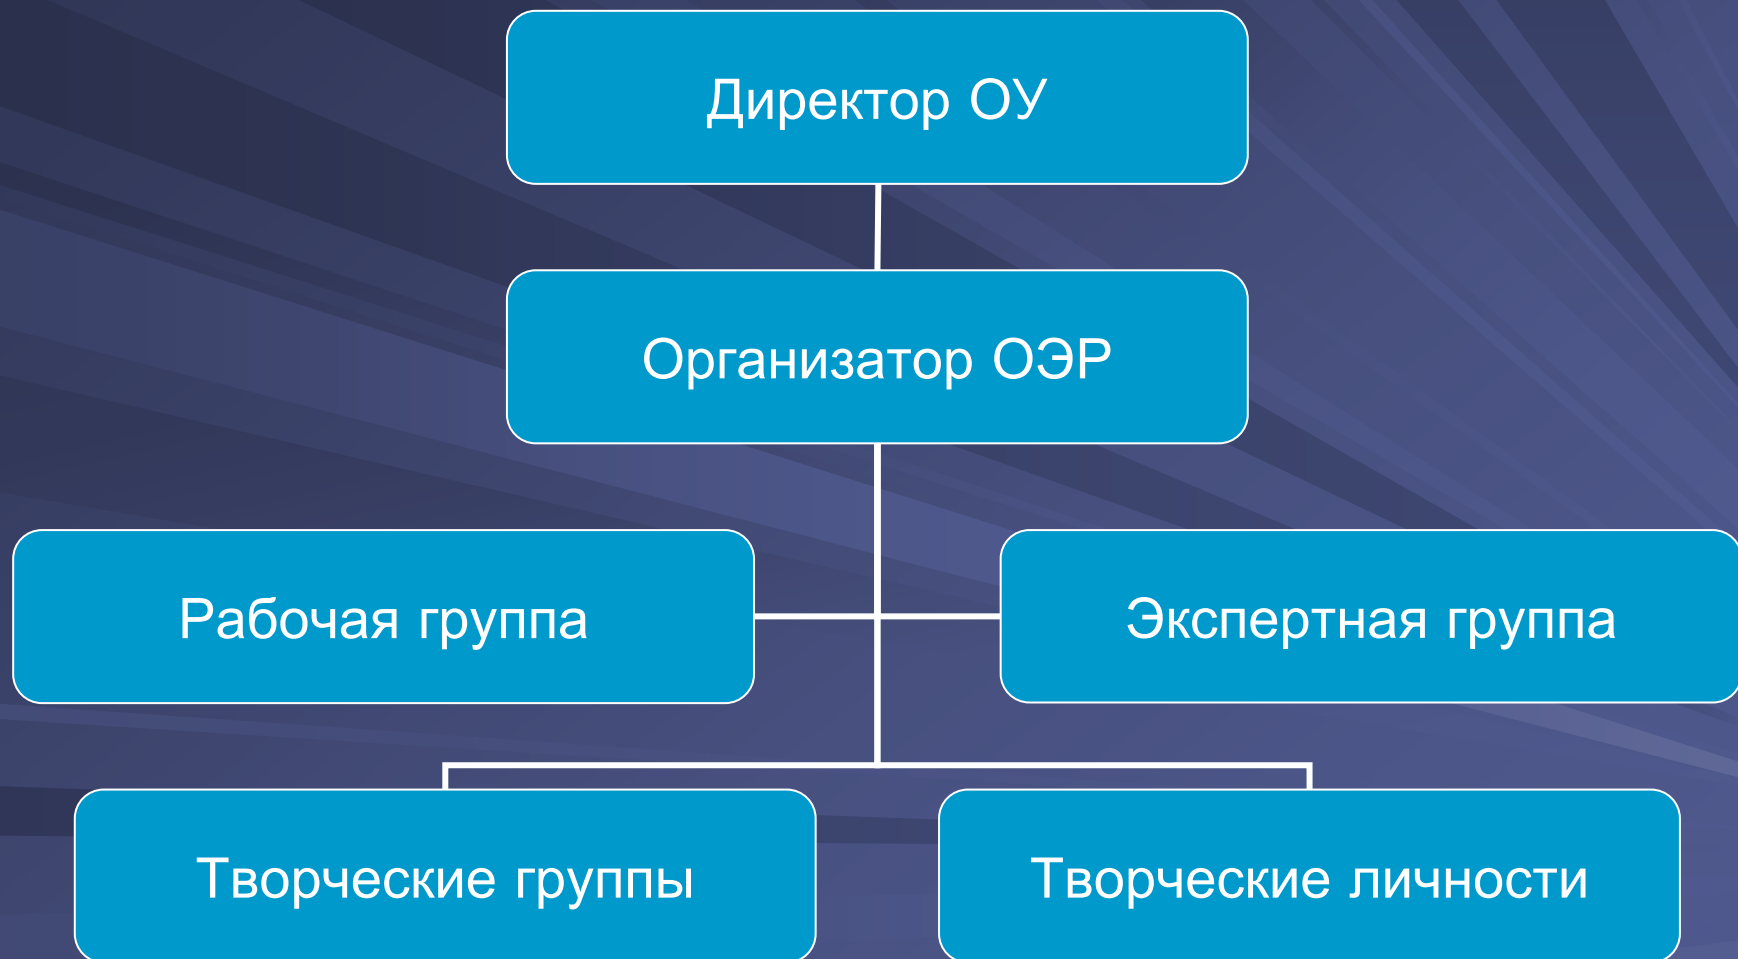 Директор ОУ
Организатор ОЭР
Рабочая группа
Экспертная группа
Творческие группы
Творческие личности